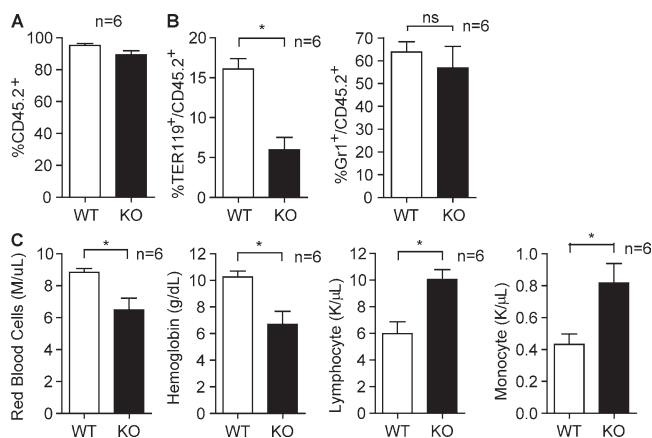 A
n=6
%CD45.2+
100
80
60
40
20
0
WT KO
B
*
n=6
%TER119+/CD45.2+
20
15
10
5
0
WT KO
ns
n=6
%Gr1+/CD45.2+
70
60
50
40
30
20
10
0
WT KO
C
*
n=6
Red Blood Cells (M/uL)
10
8
6
4
2
0
WT KO
*
n=6
Hemoglobin (g/dL)
12
10
8
6
4
2
0
WT KO
*
n=6
Lymphocyte (K/μL)
12
10
8
6
4
2
0
WT KO
*
n=6
Monocyte (K/μL)
1.0
0.8
0.6
0.4
0.2
0.0
WT KO